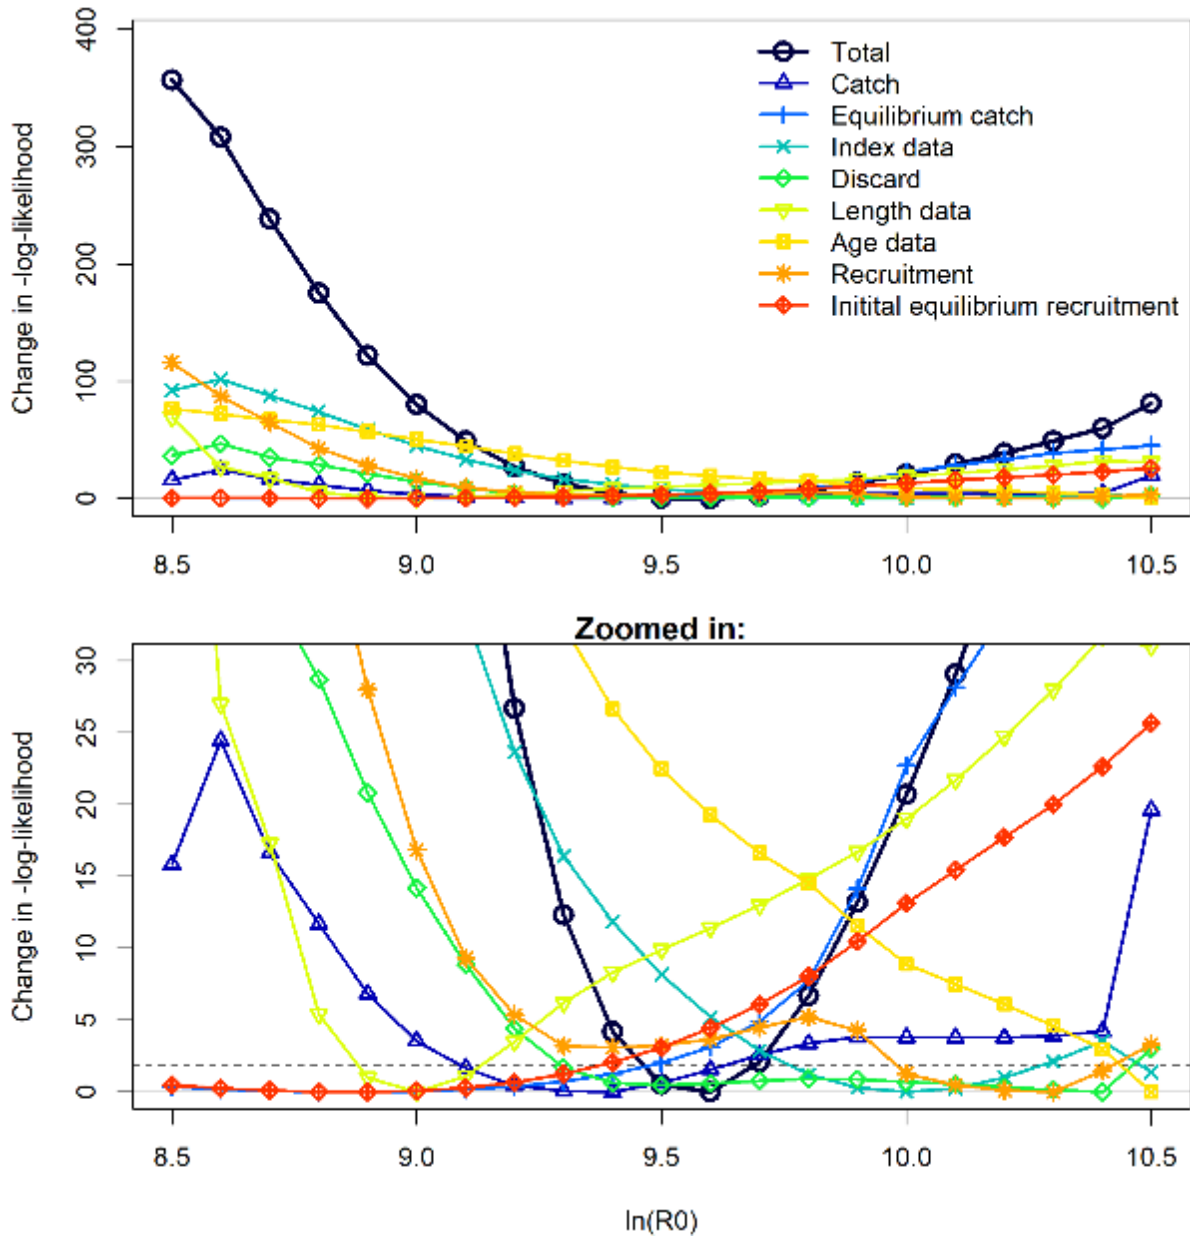 400
300
200
100
0
Change in -log-likelihood
Total
Catch
Equilibrium catch
Index data
Discard
Length data
Age data
Recruitment
Initital equilibrium recruitment
8.5 9.0 9.5 10.0 10.5
Zoomed in:
30
25
20
15
10
5
0
Change in -log-likelihood
8.5 9.0 9.5 10.0 10.5
ln(R0)